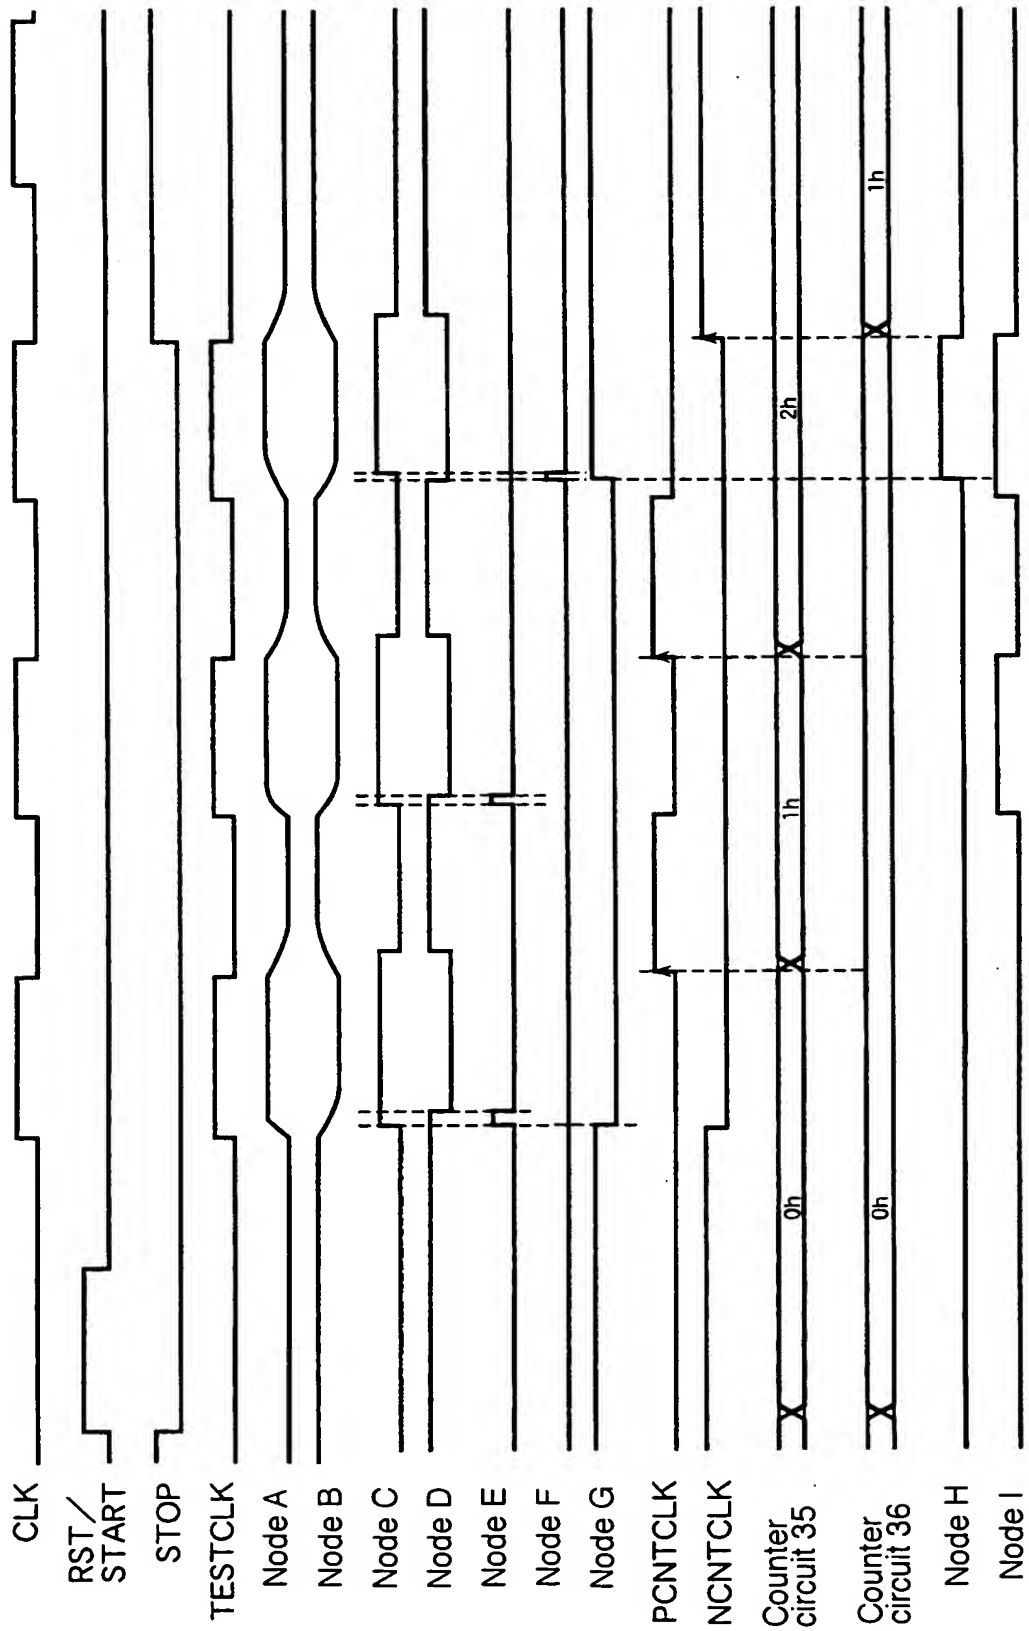 CLK
RST/
START
STOP
TESTCLK
Node A
Node B
Node C
Node D
Node E
Node F
Node G
PCNTCLK
NCNTCLK
Counter
circuit 35
0h
1h
2h
Counter
circuit 36
0h
1h
Node H
Node I